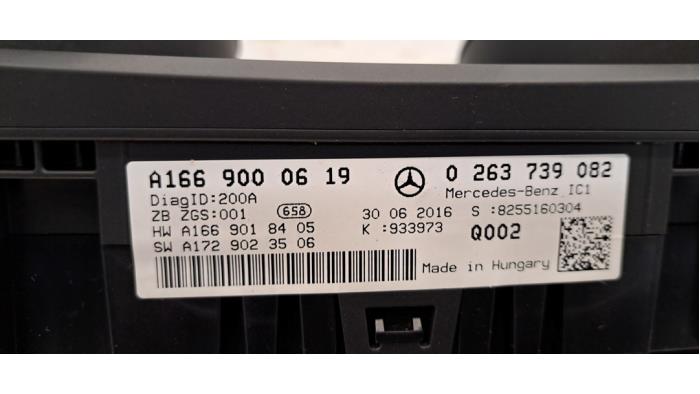 A166 900 06 19 0 263 739 082
DiagID:200A Mercedes-Benz IC1
ZB ZGS:001 658 30 06 2016 S :8255160304
HW A166 901 84 05 K :933973 Q002
SW A172 902 35 06
Made in Hungary